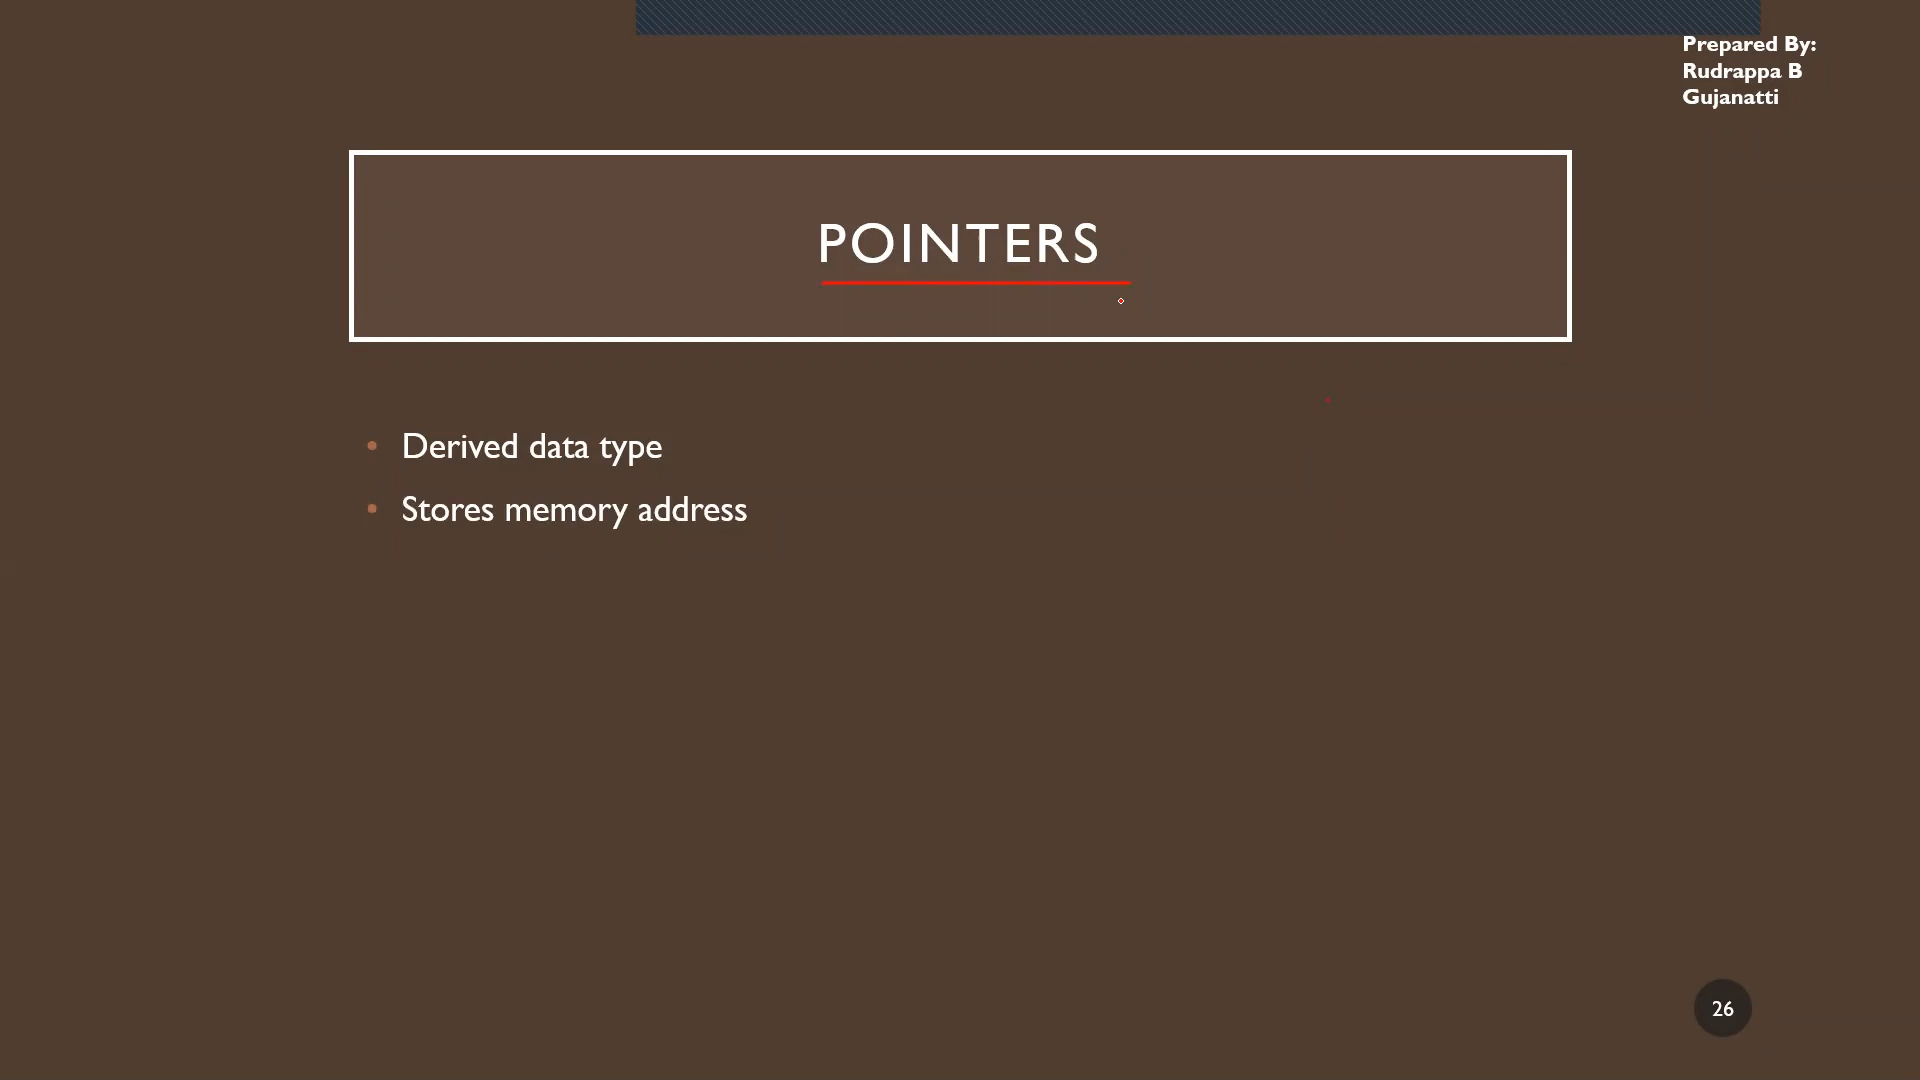 Prepared By:
Rudrappa B
Gujanatti
POINTERS
• Derived data type
• Stores memory address
26